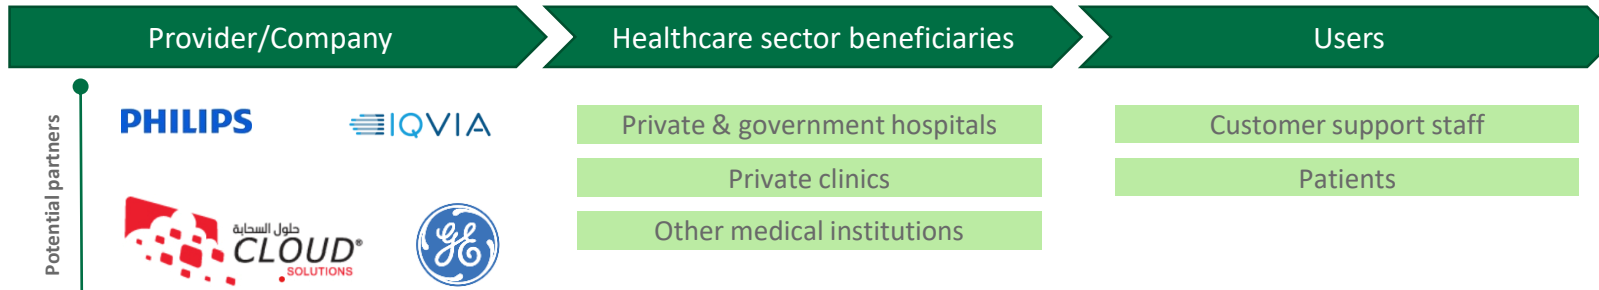 Provider/Company
Healthcare sector beneficiaries
Users
Potential partners
PHILIPS
IQVIA
حلول السحابة
CLOUD®
SOLUTIONS
GE
Private & government hospitals
Private clinics
Other medical institutions
Customer support staff
Patients